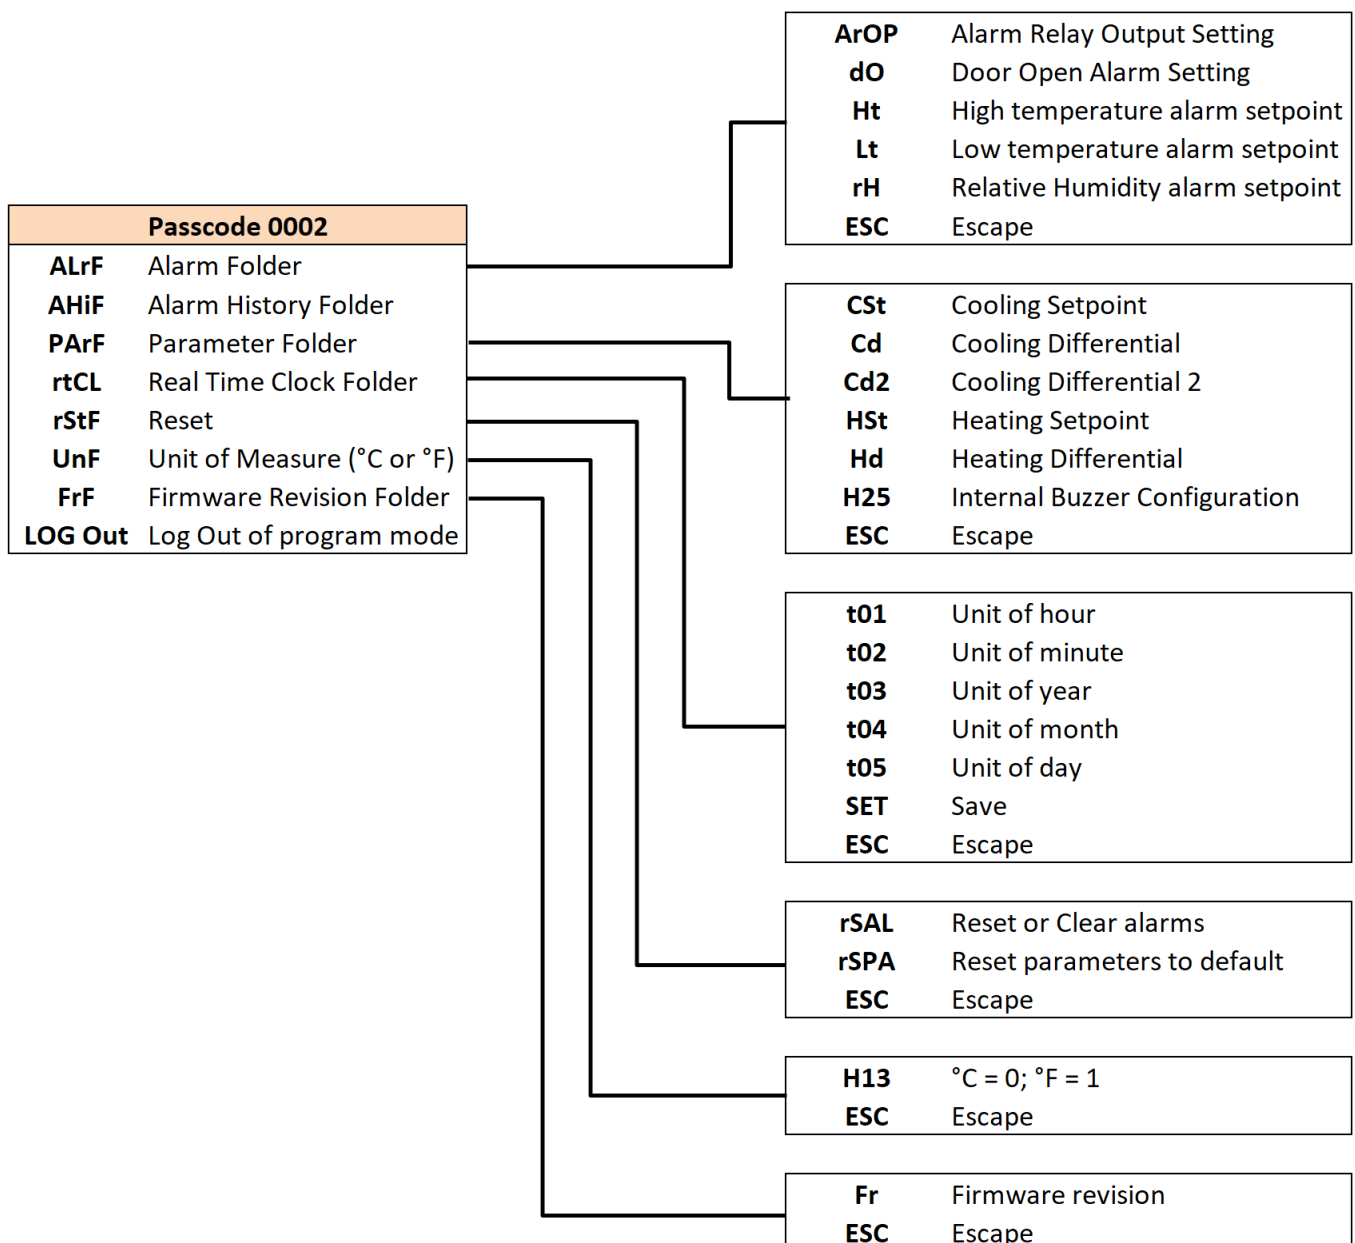 Passcode 0002
ALrF Alarm Folder
AHiF Alarm History Folder
PArF Parameter Folder
rtCL Real Time Clock Folder
rStF Reset
UnF Unit of Measure (°C or °F)
FrF Firmware Revision Folder
LOG Out Log Out of program mode
ArOP Alarm Relay Output Setting
dO Door Open Alarm Setting
Ht High temperature alarm setpoint
Lt Low temperature alarm setpoint
rH Relative Humidity alarm setpoint
ESC Escape
CSt Cooling Setpoint
Cd Cooling Differential
Cd2 Cooling Differential 2
HSt Heating Setpoint
Hd Heating Differential
H25 Internal Buzzer Configuration
ESC Escape
t01 Unit of hour
t02 Unit of minute
t03 Unit of year
t04 Unit of month
t05 Unit of day
SET Save
ESC Escape
rSAL Reset or Clear alarms
rSPA Reset parameters to default
ESC Escape
H13 °C = 0; °F = 1
ESC Escape
Fr Firmware revision
ESC Escape